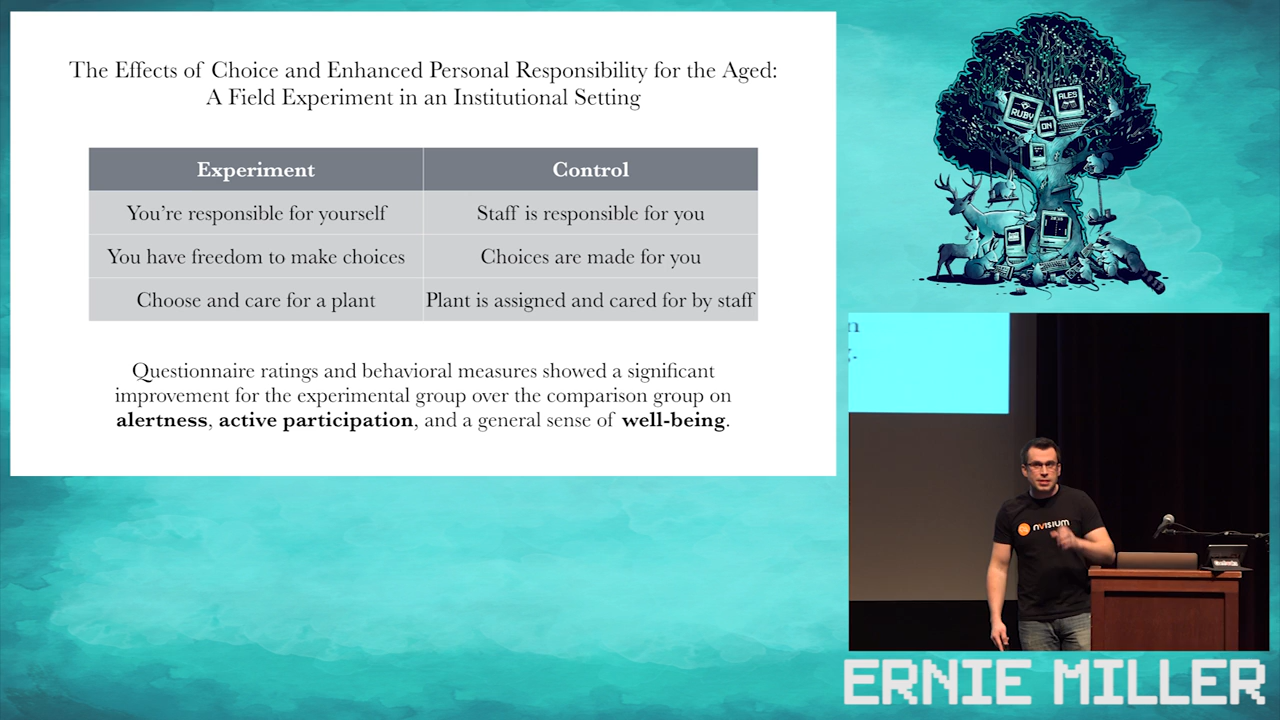 The Effects of Choice and Enhanced Personal Responsibility for the Aged:
A Field Experiment in an Institutional Setting
Experiment
Control
You're responsible for yourself
Staff is responsible for you
You have freedom to make choices
Choices are made for you
Choose and care for a plant
Plant is assigned and cared for by staff
Questionnaire ratings and behavioral measures showed a significant
improvement for the experimental group over the comparison group on
alertness, active participation, and a general sense of well-being.
RUBY
ON
ALES
nVISIUM
ERNIE MILLER